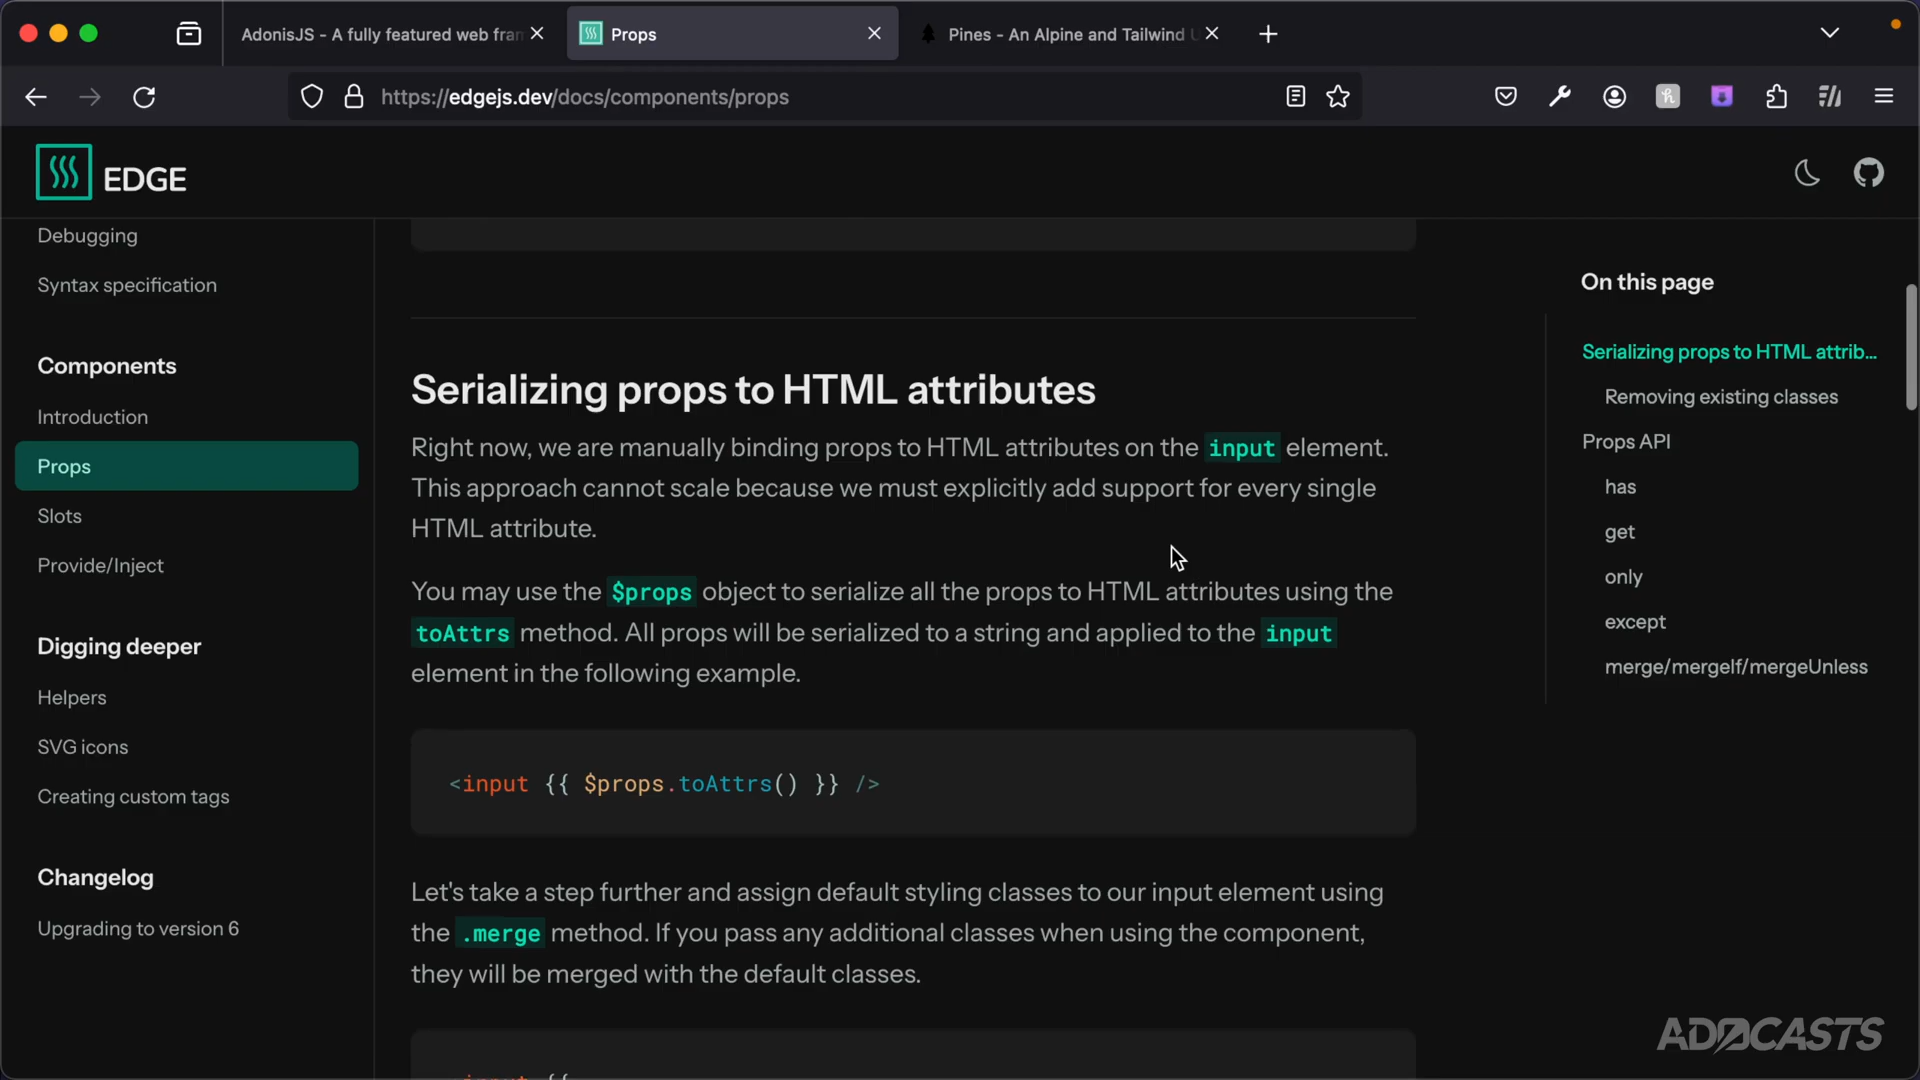 AdonisJS - A fully featured web fran
Props
Pines - An Alpine and Tailwind U
https://edgejs.dev/docs/components/props
EDGE
Debugging
Syntax specification
Components
Introduction
Props
Slots
Provide/Inject
Digging deeper
Helpers
SVG icons
Creating custom tags
Changelog
Upgrading to version 6
Serializing props to HTML attributes
Right now, we are manually binding props to HTML attributes on the input element.
This approach cannot scale because we must explicitly add support for every single
HTML attribute.
You may use the $props object to serialize all the props to HTML attributes using the
toAttrs method. All props will be serialized to a string and applied to the input
element in the following example.
<input {{ $props.toAttrs() }} />
Let's take a step further and assign default styling classes to our input element using
the .merge method. If you pass any additional classes when using the component,
they will be merged with the default classes.
On this page
Serializing props to HTML attrib...
Removing existing classes
Props API
has
get
only
except
merge/mergeIf/mergeUnless
ADOCASTS